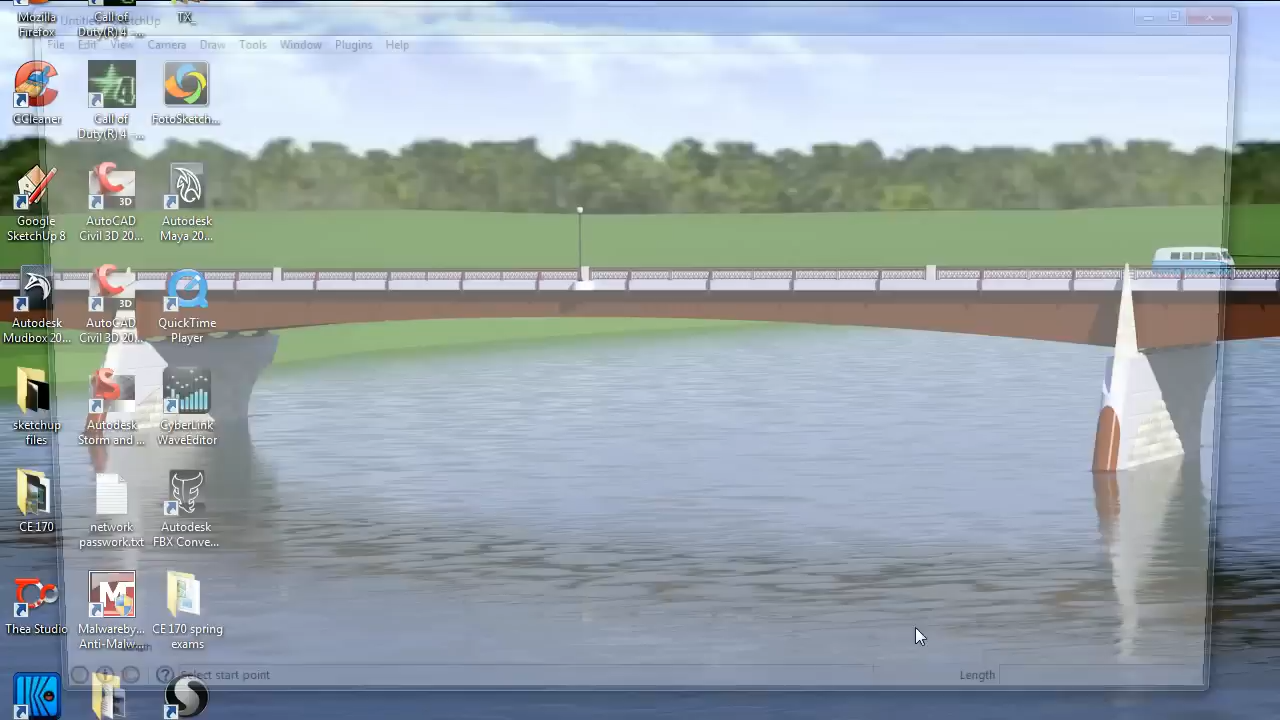 Mozilla
Firefox
Call of
Duty(R) 4 -...
TX_
Untitled - SketchUp
File Edit View Camera Draw Tools Window Plugins Help
CCleaner
Call of
Duty(R) 4 -...
FotoSketch...
Google
SketchUp 8
AutoCAD
Civil 3D 20...
Autodesk
Maya 20...
Autodesk
Mudbox 20...
AutoCAD
Civil 3D 20...
QuickTime
Player
sketchup
files
Autodesk
Storm and ...
CyberLink
WaveEditor
CE 170
network
passwork.txt
Autodesk
FBX Conve...
Thea Studio
Malwareby...
Anti-Malw...
CE 170 spring
exams
Select start point
Length